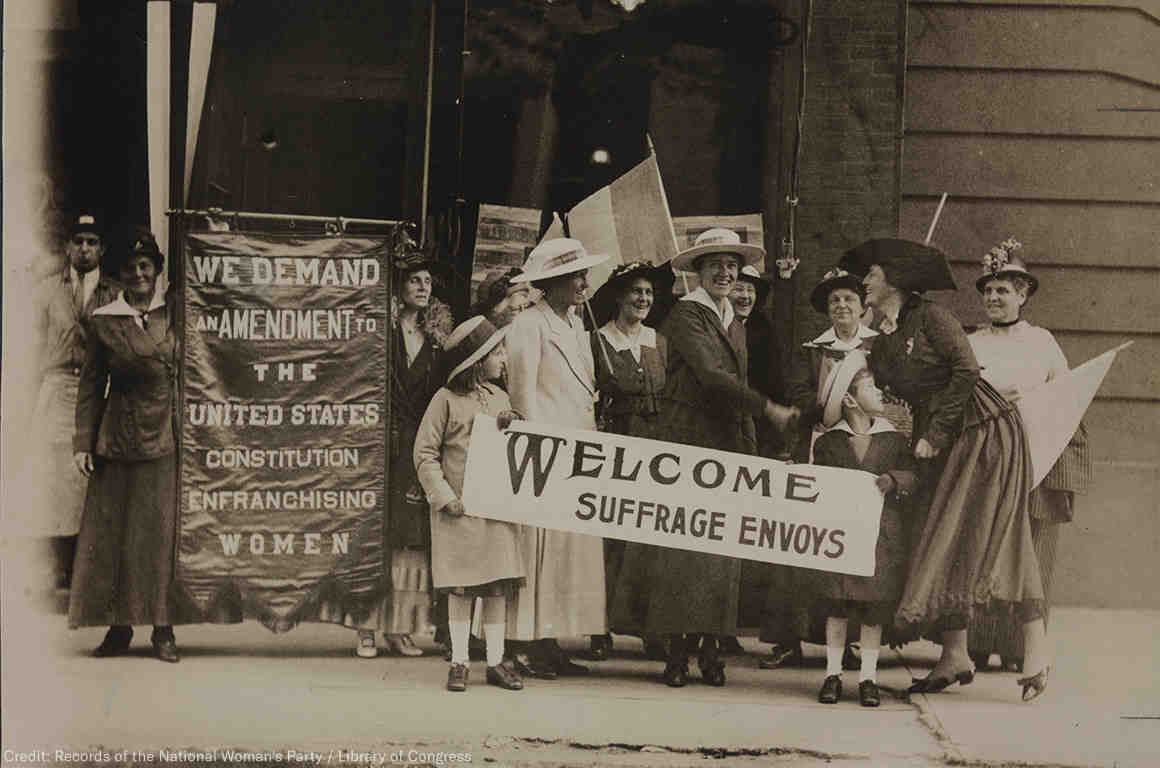 WE DEMAND
AN AMENDMENT TO
THE
UNITED STATES
CONSTITUTION
ENFRANCHISING
WOMEN
WELCOME
SUFFRAGE ENVOYS
Credit: Records of the National Woman's Party / Library of Congress